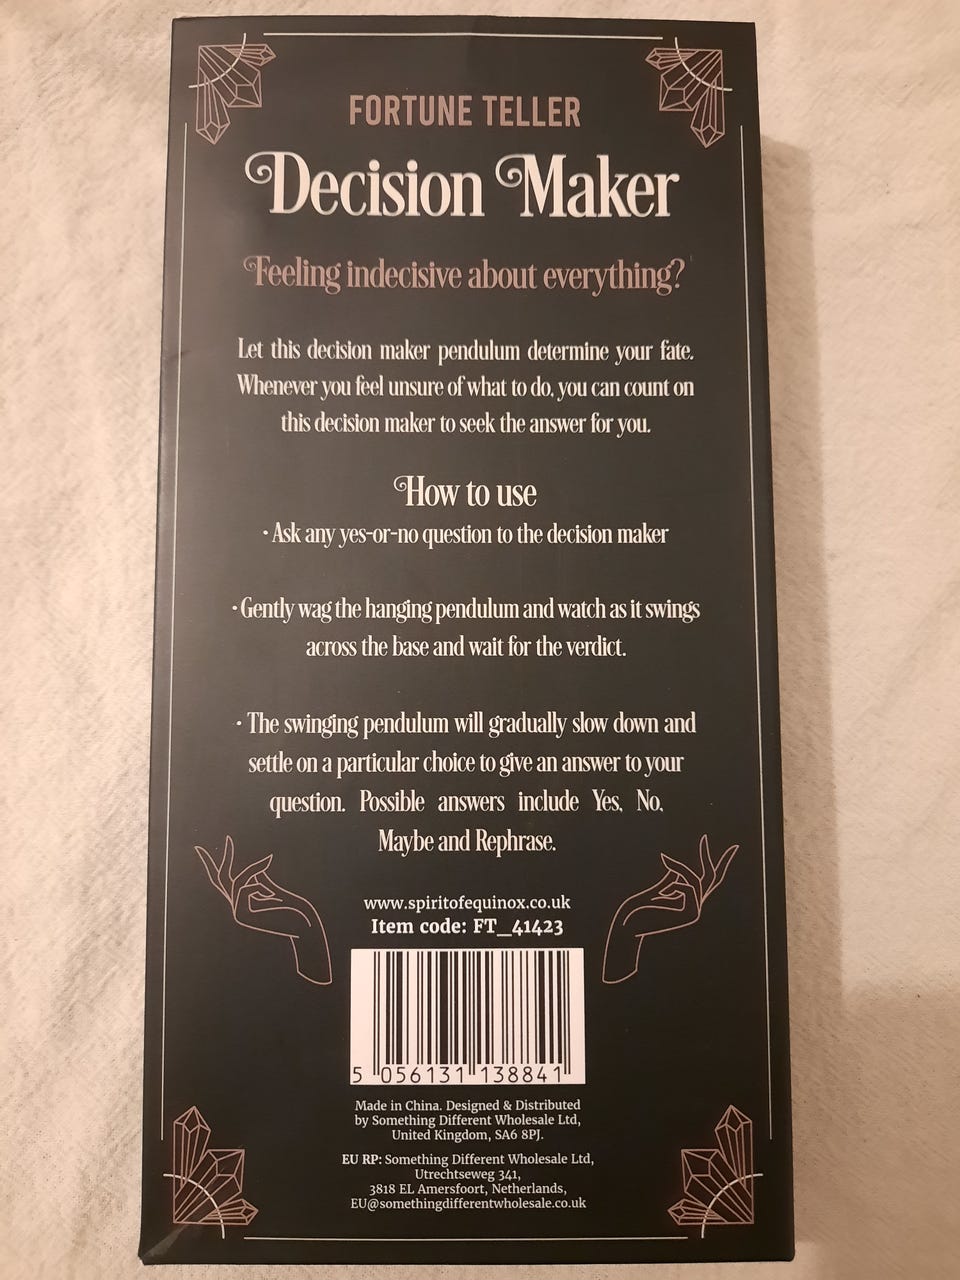 FORTUNE TELLER
Decision Maker
Feeling indecisive about everything?
Let this decision maker pendulum determine your fate.
Whenever you feel unsure of what to do, you can count on
this decision maker to seek the answer for you.
How to use
• Ask any yes-or-no question to the decision maker
• Gently wag the hanging pendulum and watch as it swings
across the base and wait for the verdict.
• The swinging pendulum will gradually slow down and
settle on a particular choice to give an answer to your
question. Possible answers include Yes, No,
Maybe and Rephrase.
www.spiritofequinox.co.uk
Item code: FT_41423
5 056131 138841
Made in China. Designed & Distributed
by Something Different Wholesale Ltd,
United Kingdom, SA6 8PJ.
EU RP: Something Different Wholesale Ltd,
Utrechtseweg 341,
3818 EL Amersfoort, Netherlands,
EU@somethingdifferentwholesale.co.uk